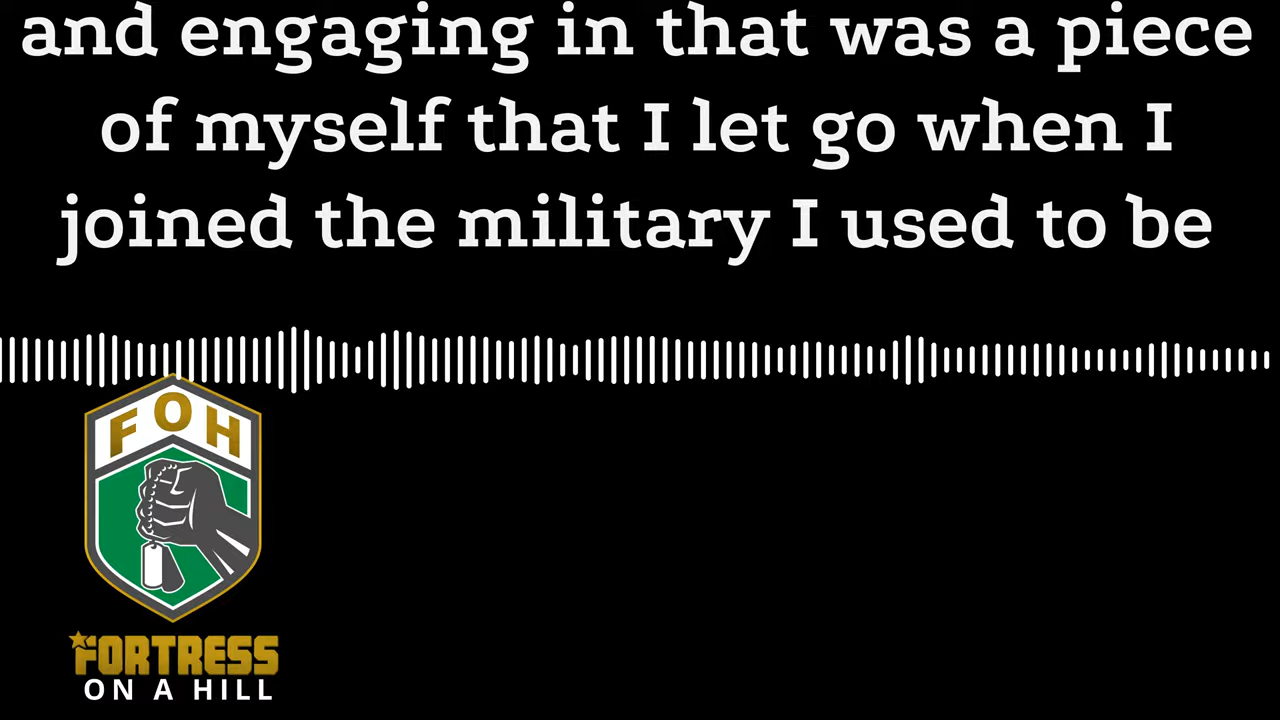 and engaging in that was a piece
of myself that I let go when I
joined the military I used to be
FOH
FORTRESS
ON A HILL